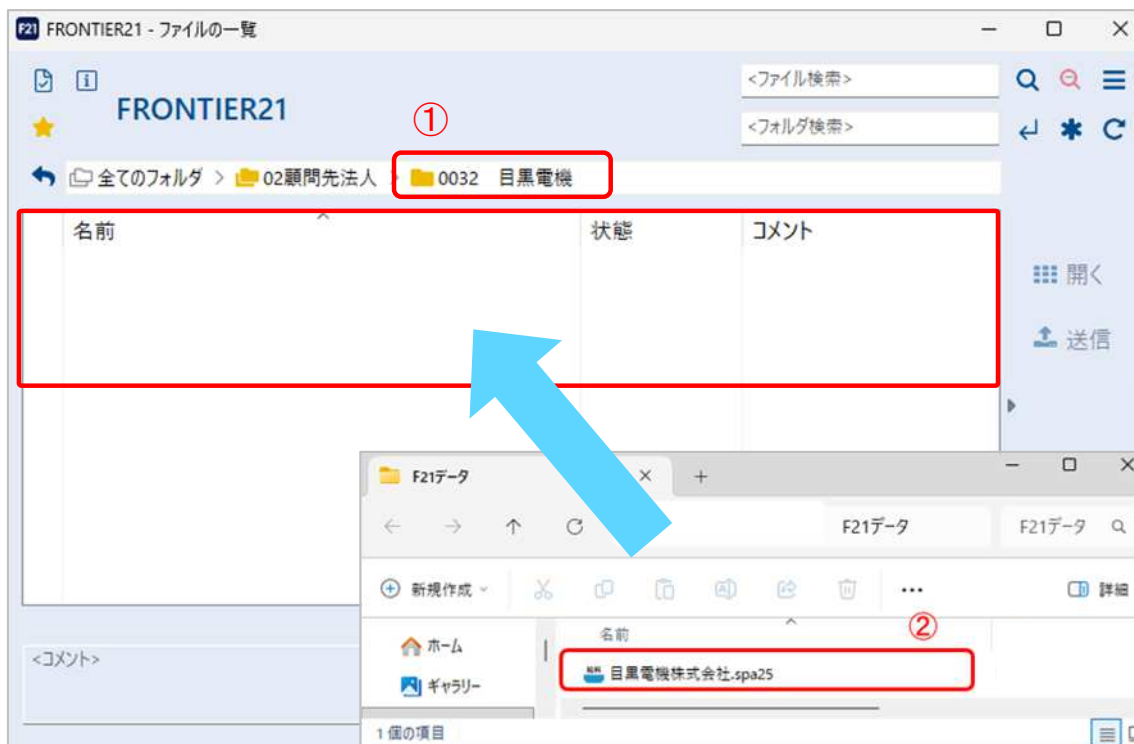 F21 FRONTIER21 - ファイルの一覧
<ファイル検索>
FRONTIER21
①
<フォルダ検索>
全てのフォルダ > 02顧問先法人 > 0032 目黒電機
名前 状態 コメント
開く
送信
F21データ
F21データ F21データ
新規作成 詳細
名前 ②
ホーム
目黒電機株式会社.spa25
ギャラリー
<コメント>
1 個の項目